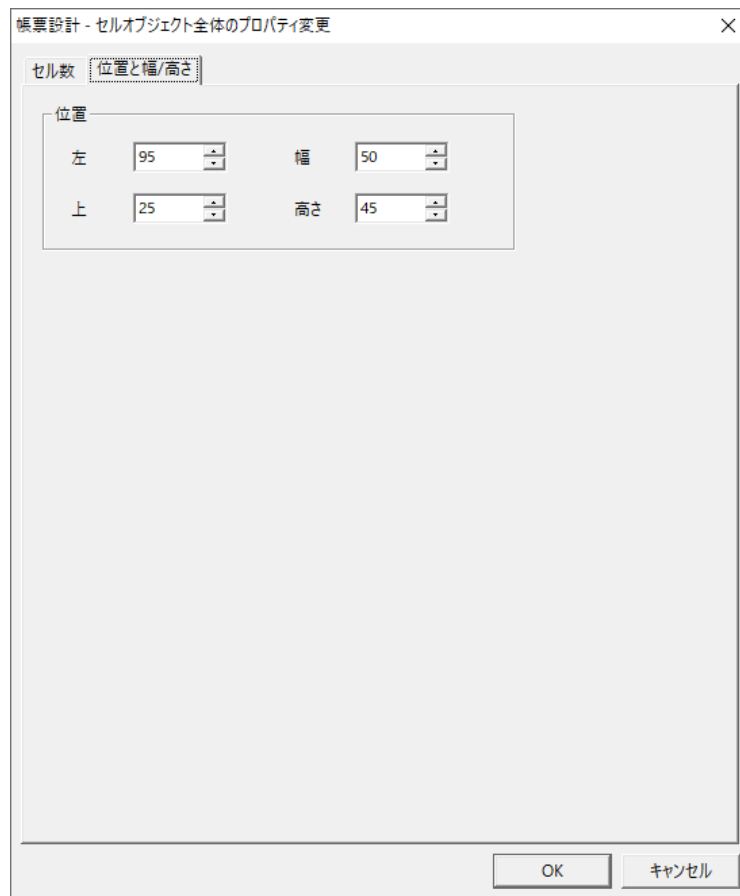 帳票設計 - セルオブジェクト全体のプロパティ変更
セル数 位置と幅/高さ
位置
左 95 幅 50
上 25 高さ 45
OK キャンセル